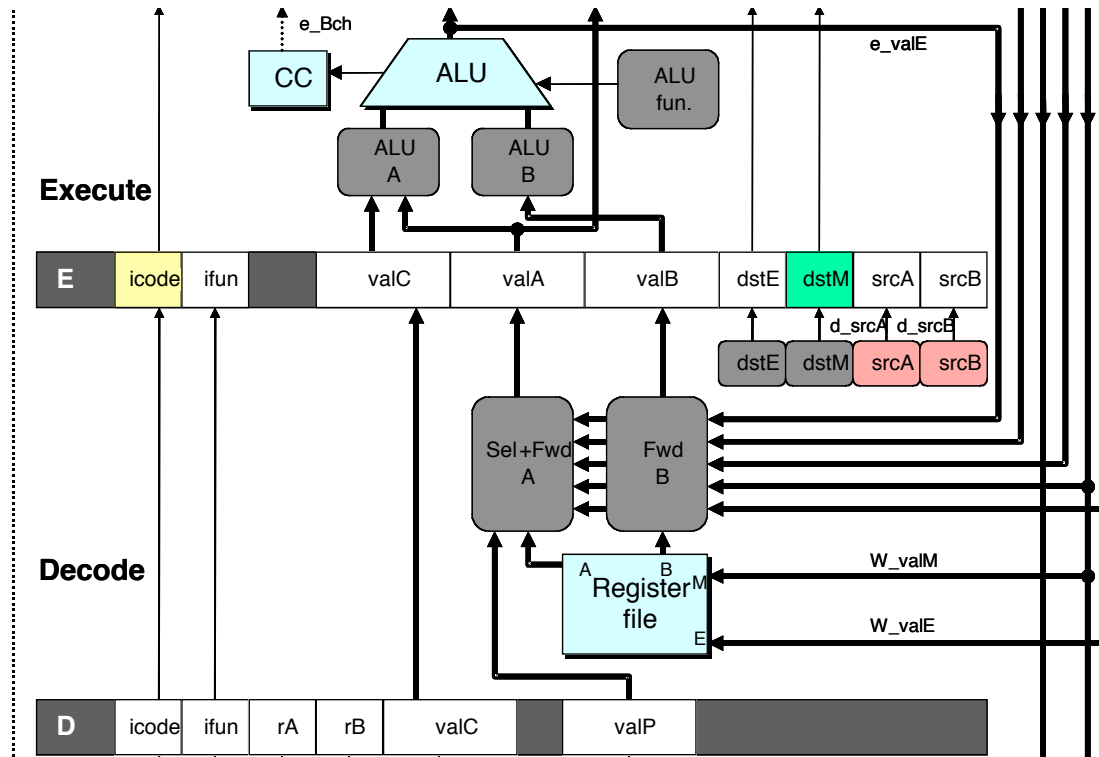 e_Bch
e_valE
CC
ALU
ALU
fun.
ALU
A
ALU
B
Execute
E
icode
ifun
valC
valA
valB
dstE
dstM
srcA
srcB
d_srcA
d_srcB
dstE
dstM
srcA
srcB
Sel+Fwd
A
Fwd
B
Decode
A
B
M
Register
file
E
W_valM
W_valE
D
icode
ifun
rA
rB
valC
valP